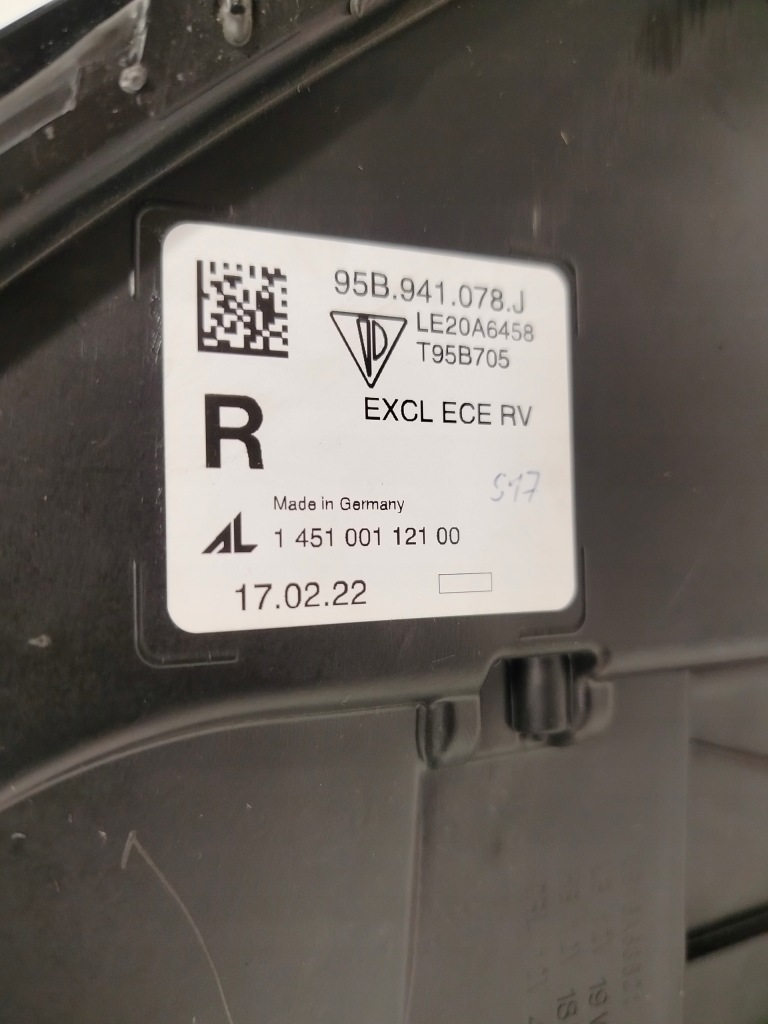 95B.941.078.J
LE20A6458
T95B705
R
EXCL ECE RV
S17
Made in Germany
AL 1 451 001 121 00
17.02.22